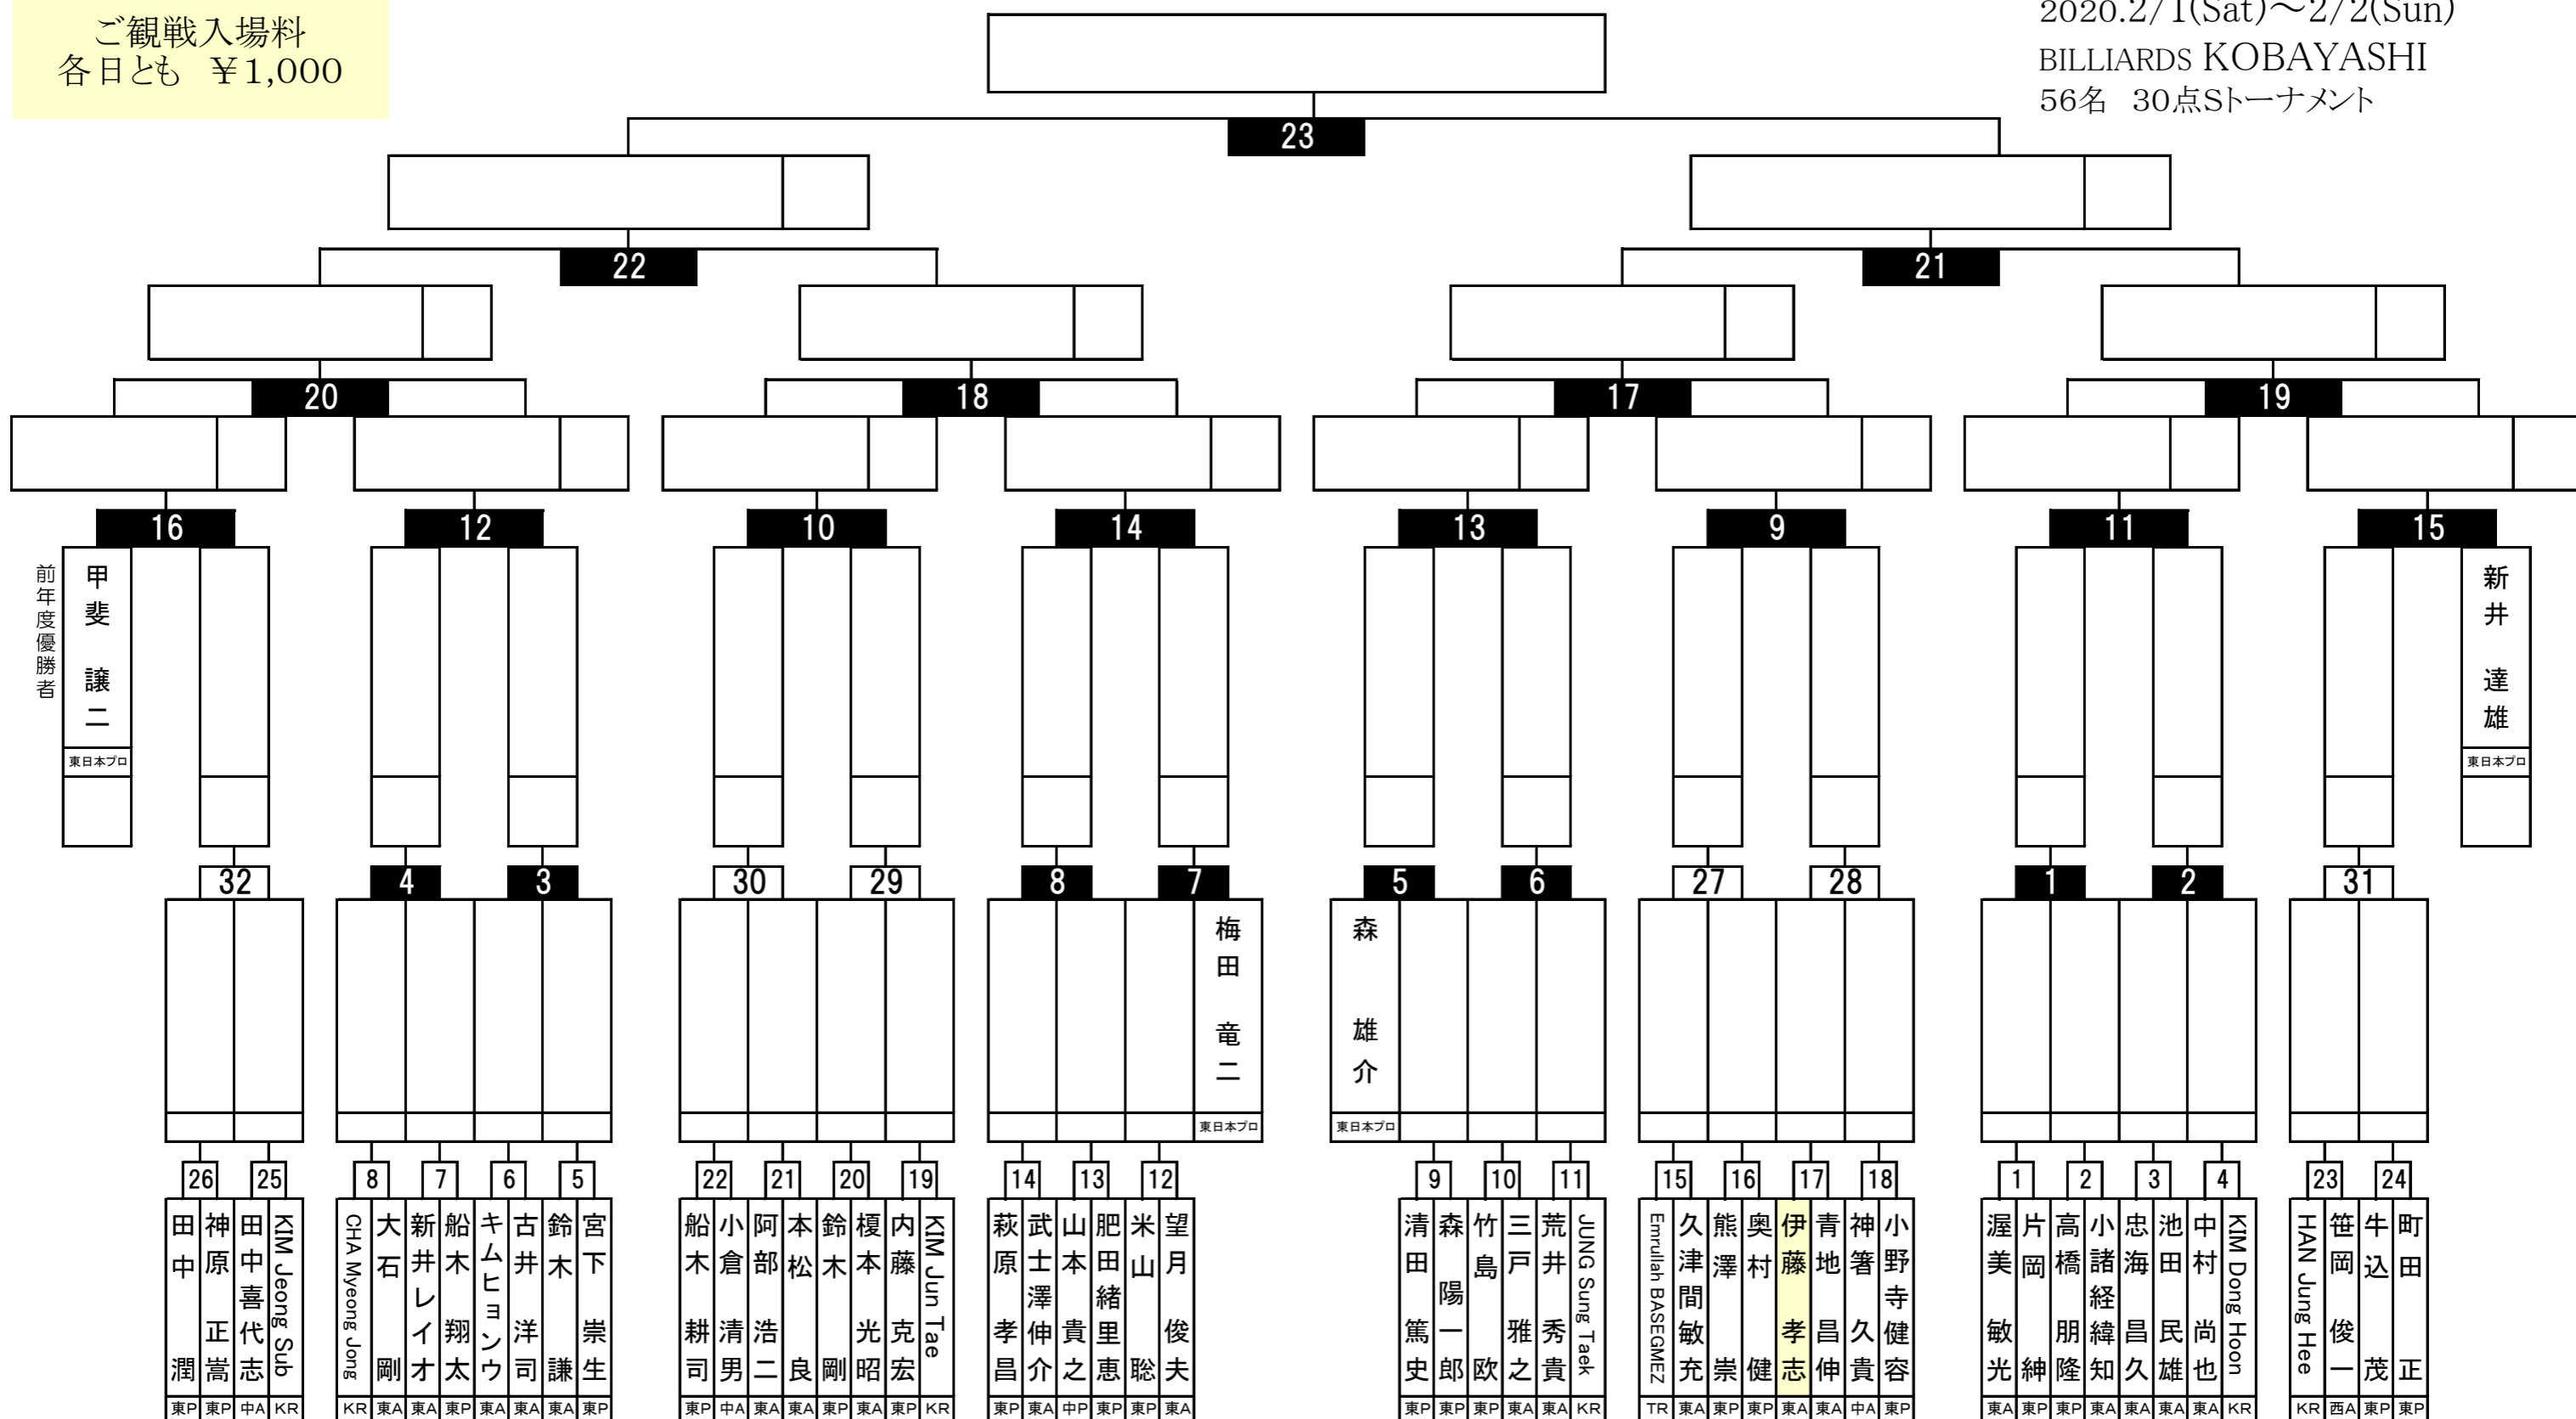 ご観戦入場料
各日とも ¥1,000
2020.2/1(Sat)～2/2(Sun)
BILLIARDS KOBAYASHI
56名 30点Sトーナメント
23
22
21
20
18
17
19
16
12
10
14
13
9
11
15
前年度優勝者
甲斐 譲二
東日本プロ
新井 達雄
東日本プロ
32
4
3
30
29
8
7
5
6
27
28
1
2
31
梅田 竜二
東日本プロ
森 雄介
東日本プロ
26
25
8
7
6
5
22
21
20
19
14
13
12
9
10
11
15
16
17
18
1
2
3
4
23
24
田中 潤
東P
神原 正嵩
東P
田中喜代志
中A
KIM Jeong Sub
KR
CHA Myeong Jong
KR
大石 剛
東A
新井レイオ
東A
船木 翔太
東P
キムヒョンウ
東A
古井 洋司
東A
鈴木 謙
東A
宮下 崇生
東P
船木 耕司
東P
小倉 清男
中A
阿部 浩二
東A
本松 良
東A
鈴木 剛
東P
榎本 光昭
東A
内藤 克宏
東P
KIM Jun Tae
KR
萩原 孝昌
東P
武士澤伸介
東A
山本 貴之
中P
肥田緒里恵
東P
米山 聡
東P
望月 俊夫
東A
清田 篤史
東P
森 陽一郎
東P
竹島 欧
東P
三戸 雅之
東A
荒井 秀貴
東A
JUNG Sung Taek
KR
Emrullah BASEGMEZ
TR
久津間敏充
東A
熊澤 崇
東P
奥村 健
東P
伊藤 孝志
東A
青地 昌伸
東A
神箸 久貴
中A
小野寺健容
東P
渥美 敏光
東A
片岡 紳
東P
高橋 朋隆
東P
小諸経緯知
東A
忠海 昌久
東A
池田 民雄
東A
中村 尚也
東A
KIM Dong Hoon
KR
HAN Jung Hee
KR
笹岡 俊一
西A
牛込 茂
東P
町田 正
東P